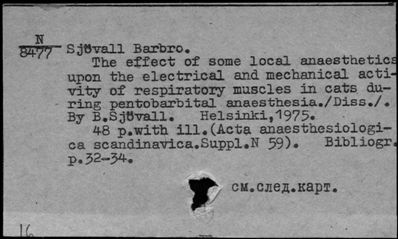 N
8477 Sjövall Barbro.
The effect of some local anaesthetics
upon the electrical and mechanical acti-
vity of respiratory muscles in cats du-
ring pentobarbital anaesthesia./Diss./.
By B.Sjövall. Helsinki,1975.
48 p.with ill.(Acta anaesthesiologi-
ca scandinavica.Suppl.N 59). Bibliogr.
p.32-34.
см.след.карт.
16